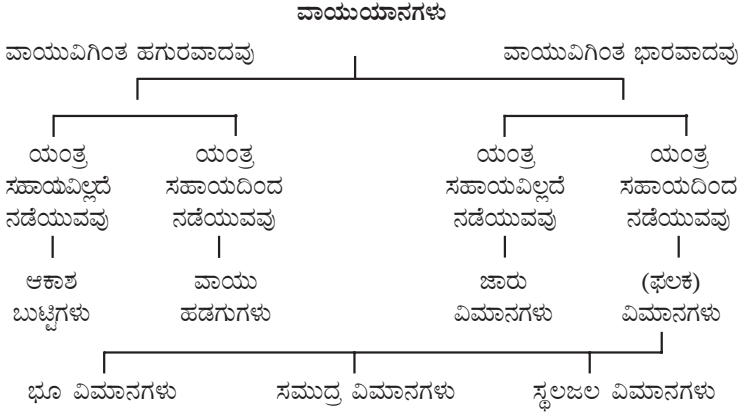 ವಾಯುಯಾನಗಳು
ವಾಯುವಿಗಿಂತ ಹಗುರವಾದವು ವಾಯುವಿಗಿಂತ ಭಾರವಾದವು
ಯಂತ್ರ ಯಂತ್ರ ಯಂತ್ರ ಯಂತ್ರ
ಸಹಾಯವಿಲ್ಲದೆ ಸಹಾಯದಿಂದ ಸಹಾಯವಿಲ್ಲದೆ ಸಹಾಯದಿಂದ
ನಡೆಯುವವು ನಡೆಯುವವು ನಡೆಯುವವು ನಡೆಯುವವು
ಆಕಾಶ ವಾಯು ಜಾರು (ಫಲಕ)
ಬುಟ್ಟಿಗಳು ಹಡಗುಗಳು ವಿಮಾನಗಳು ವಿಮಾನಗಳು
ಭೂ ವಿಮಾನಗಳು ಸಮುದ್ರ ವಿಮಾನಗಳು ಸ್ಥಲಜಲ ವಿಮಾನಗಳು